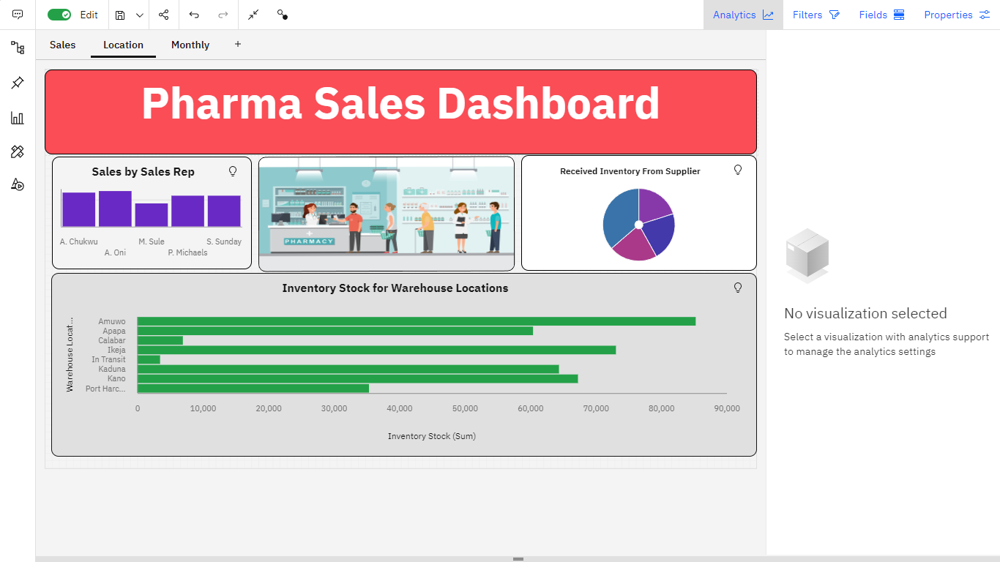 Edit
Analytics
Filters
Fields
Properties
Sales
Location
Monthly
+
Pharma Sales Dashboard
Sales by Sales Rep
A. Chukwu
M. Sule
S. Sunday
A. Oni
P. Michaels
PHARMACY
Received Inventory From Supplier
Inventory Stock for Warehouse Locations
Warehouse Locat...
Amuwo
Apapa
Calabar
Ikeja
In Transit
Kaduna
Kano
Port Harc...
0 10,000 20,000 30,000 40,000 50,000 60,000 70,000 80,000 90,000
Inventory Stock (Sum)
No visualization selected
Select a visualization with analytics support
to manage the analytics settings